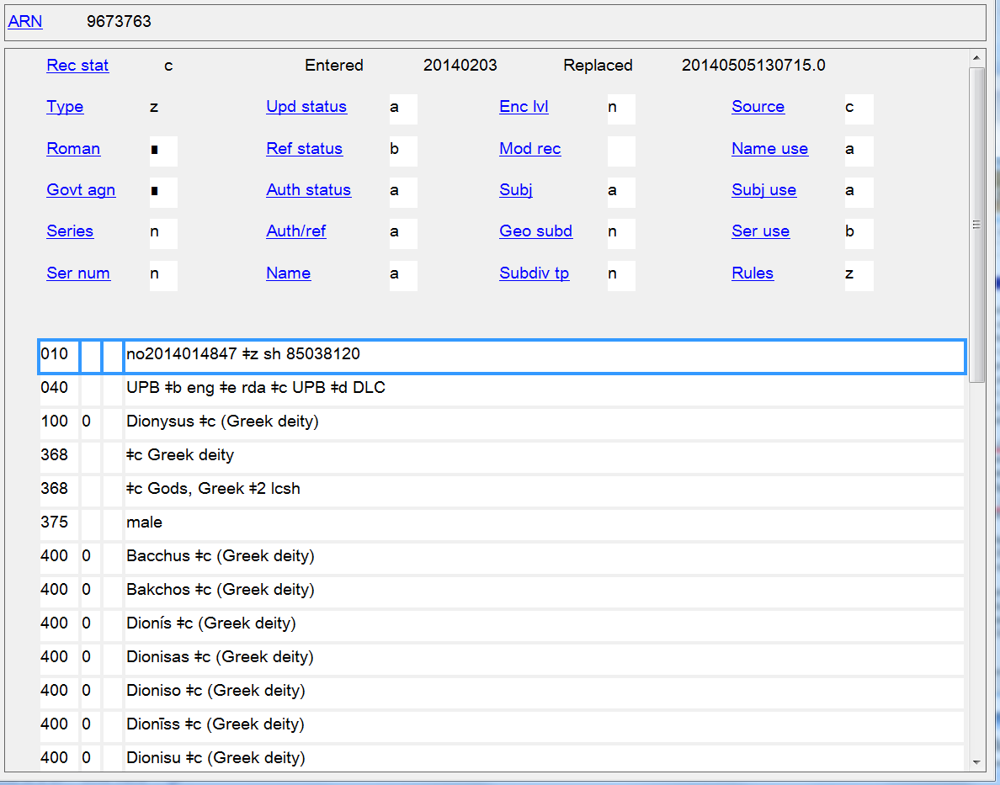 ARN 9673763
Rec stat c Entered 20140203 Replaced 20140505130715.0
Type z Upd status a Enc lvl n Source c
Roman ∎ Ref status b Mod rec Name use a
Govt agn ∎ Auth status a Subj a Subj use a
Series n Auth/ref a Geo subd n Ser use b
Ser num n Name a Subdiv tp n Rules z
010 no2014014847 ǂz sh 85038120
040 UPB ǂb eng ǂe rda ǂc UPB ǂd DLC
100 0 Dionysus ǂc (Greek deity)
368 ǂc Greek deity
368 ǂc Gods, Greek ǂ2 lcsh
375 male
400 0 Bacchus ǂc (Greek deity)
400 0 Bakchos ǂc (Greek deity)
400 0 Dionís ǂc (Greek deity)
400 0 Dionisas ǂc (Greek deity)
400 0 Dioniso ǂc (Greek deity)
400 0 Dionīss ǂc (Greek deity)
400 0 Dionisu ǂc (Greek deity)